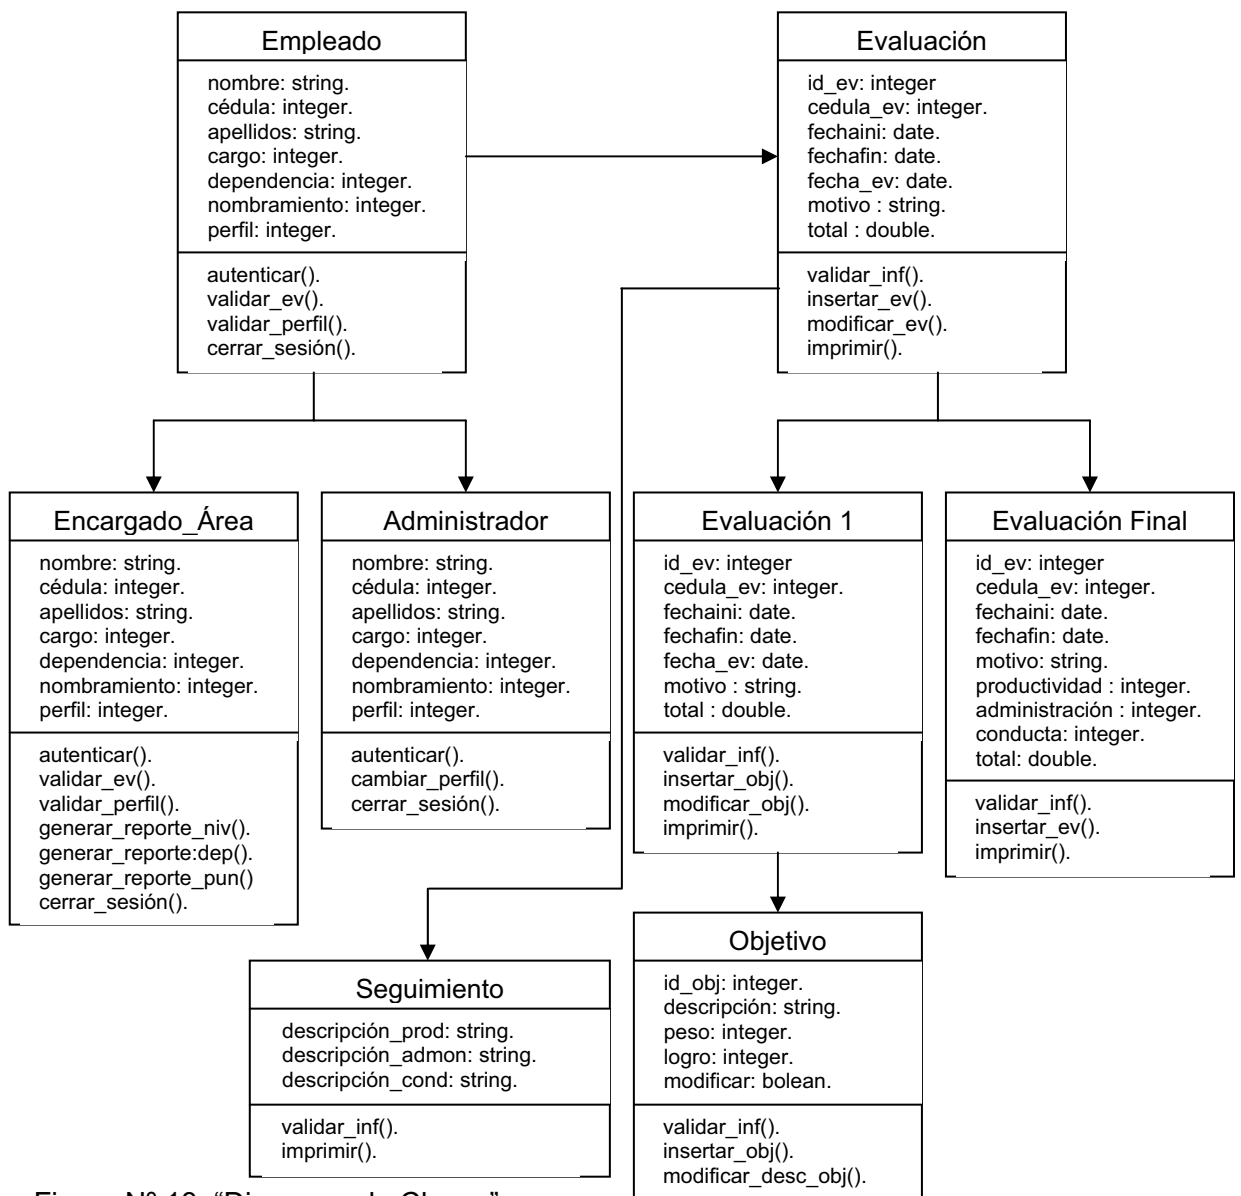 Empleado
nombre: string.
cédula: integer.
apellidos: string.
cargo: integer.
dependencia: integer.
nombramiento: integer.
perfil: integer.
autenticar().
validar_ev().
validar_perfil().
cerrar_sesión().
Evaluación
id_ev: integer
cedula_ev: integer.
fechaini: date.
fechafin: date.
fecha_ev: date.
motivo : string.
total : double.
validar_inf().
insertar_ev().
modificar_ev().
imprimir().
Encargado_Área
nombre: string.
cédula: integer.
apellidos: string.
cargo: integer.
dependencia: integer.
nombramiento: integer.
perfil: integer.
autenticar().
validar_ev().
validar_perfil().
generar_reporte_niv().
generar_reporte:dep().
generar_reporte_pun()
cerrar_sesión().
Administrador
nombre: string.
cédula: integer.
apellidos: string.
cargo: integer.
dependencia: integer.
nombramiento: integer.
perfil: integer.
autenticar().
cambiar_perfil().
cerrar_sesión().
Evaluación 1
id_ev: integer
cedula_ev: integer.
fechaini: date.
fechafin: date.
fecha_ev: date.
motivo : string.
total : double.
validar_inf().
insertar_obj().
modificar_obj().
imprimir().
Evaluación Final
id_ev: integer
cedula_ev: integer.
fechaini: date.
fechafin: date.
motivo: string.
productividad : integer.
administración : integer.
conducta: integer.
total: double.
validar_inf().
insertar_ev().
imprimir().
Seguimiento
descripción_prod: string.
descripción_admon: string.
descripción_cond: string.
validar_inf().
imprimir().
Objetivo
id_obj: integer.
descripción: string.
peso: integer.
logro: integer.
modificar: bolean.
validar_inf().
insertar_obj().
modificar_desc_obj().